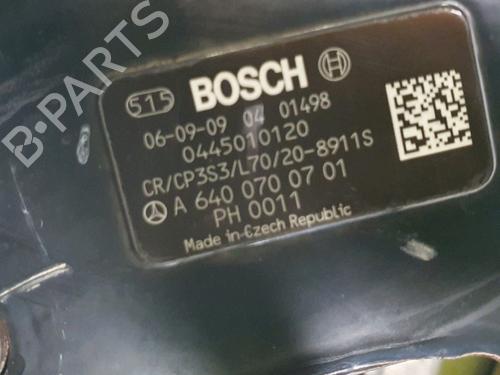 B-PARTS
515 BOSCH
06-09-09 04 01498
0445010120
CR/CP3S3/L70/20-8911S
A 640 070 07 01
PH 0011
Made in Czech Republic